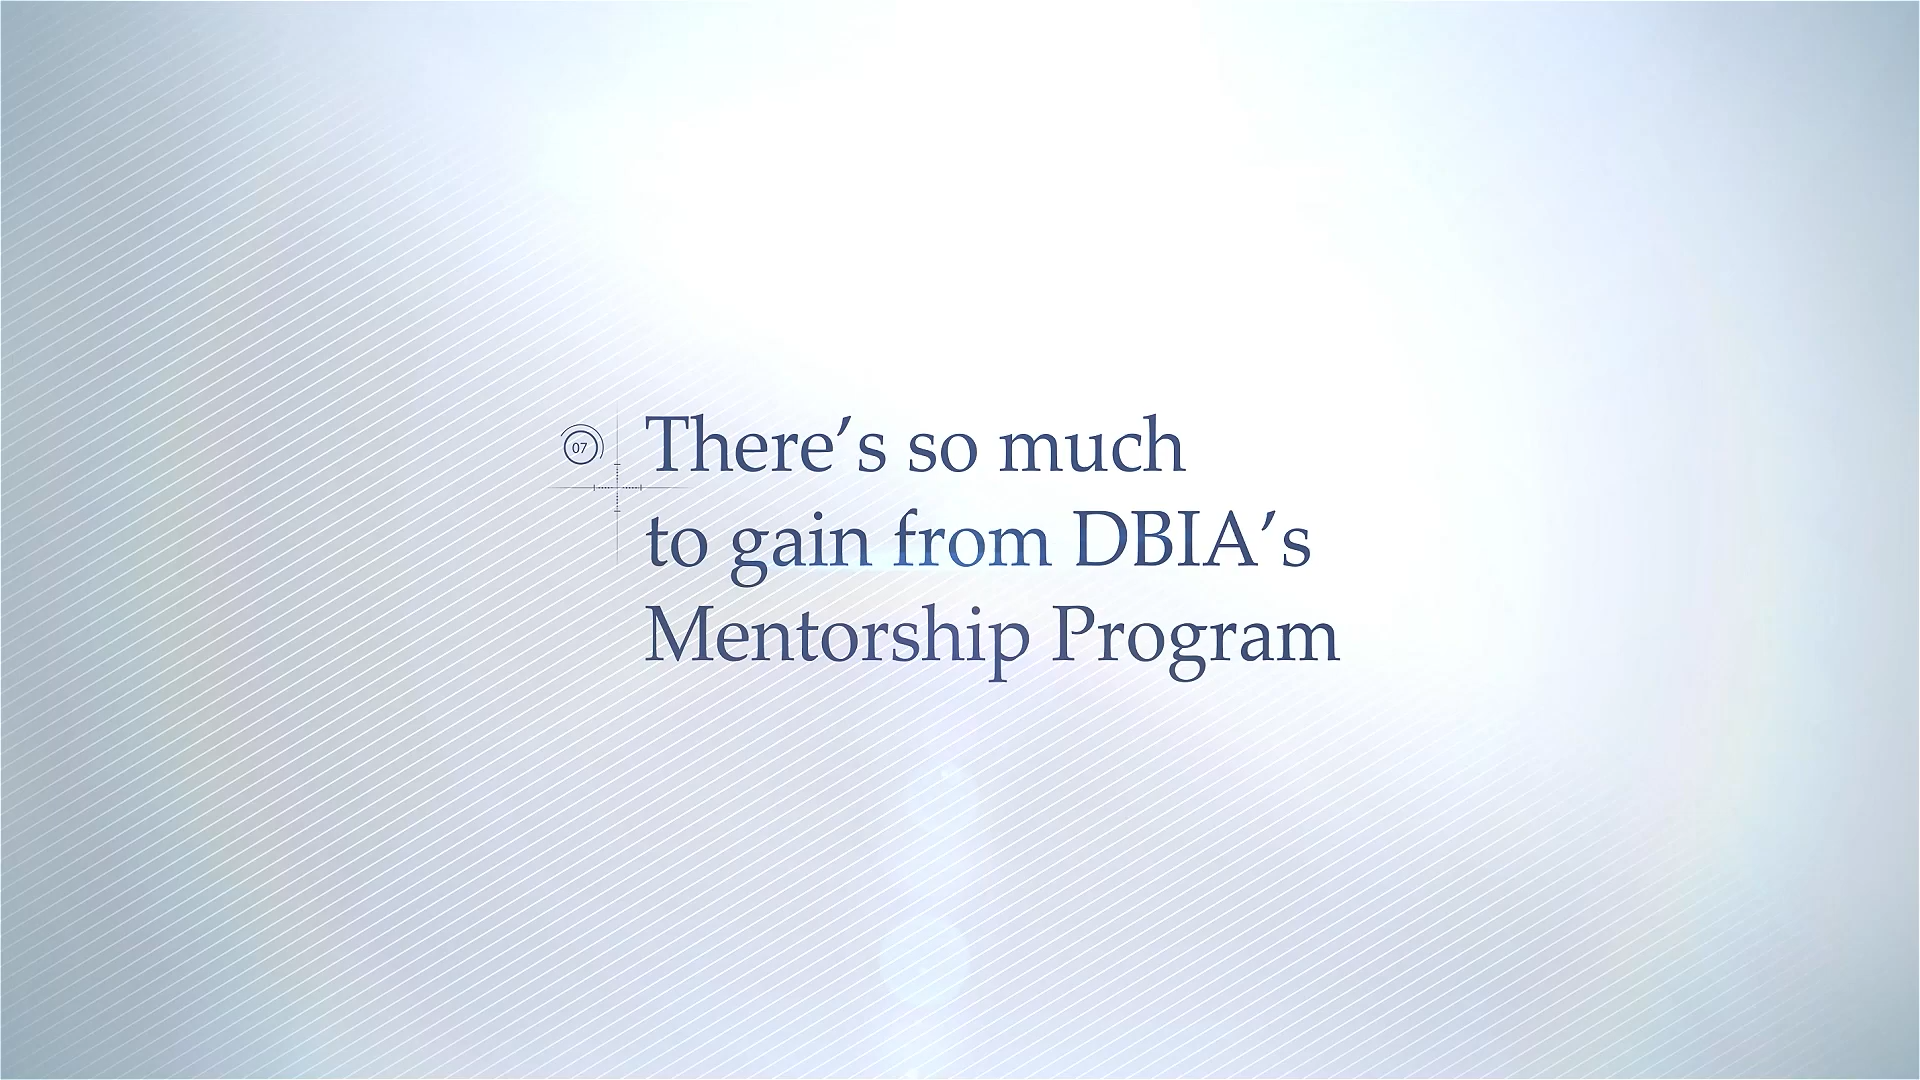 07
There’s so much
to gain from DBIA’s
Mentorship Program